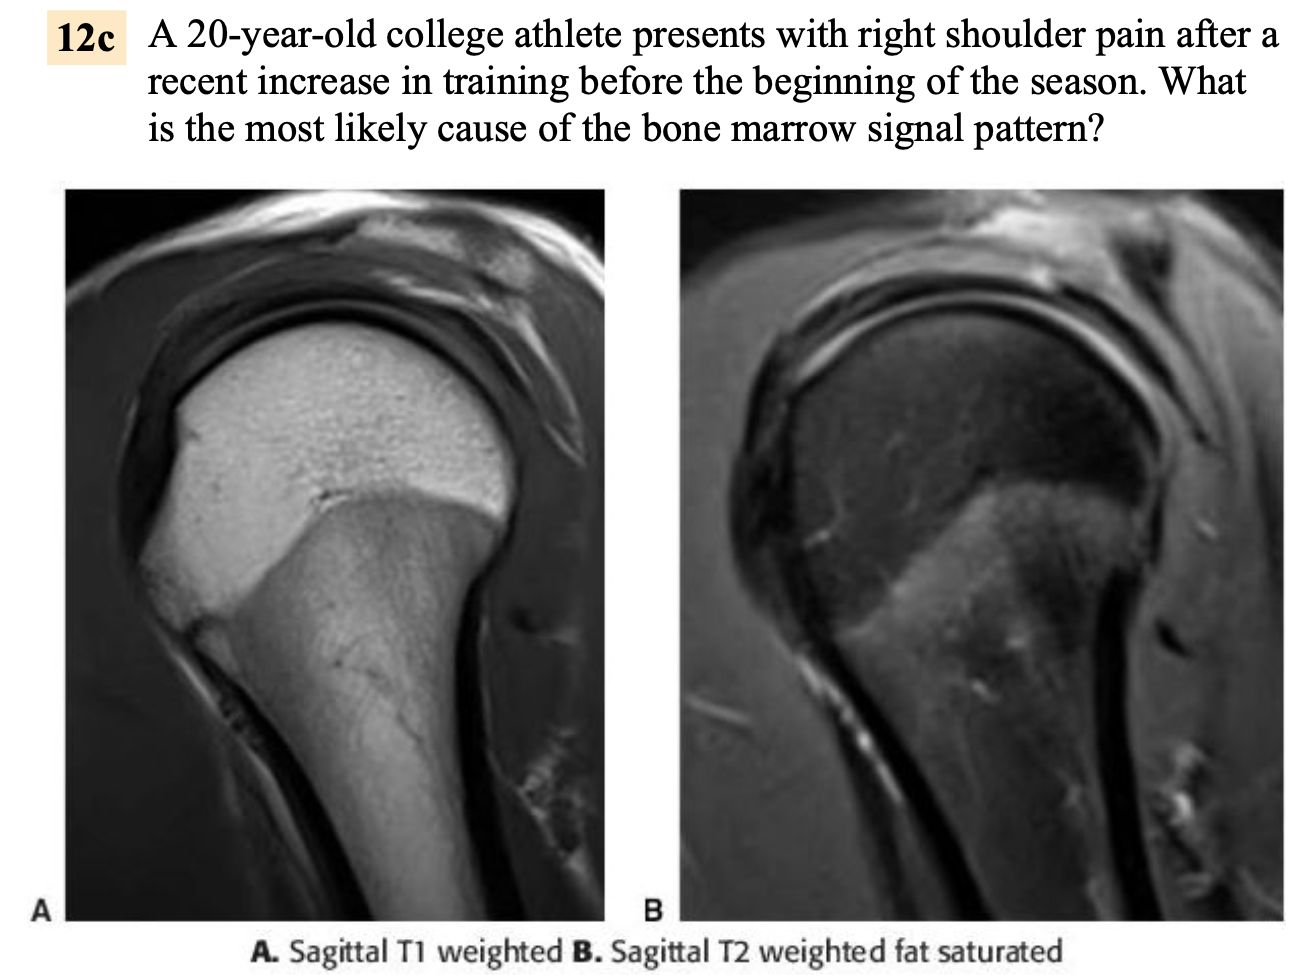 12c A 20-year-old college athlete presents with right shoulder pain after a
recent increase in training before the beginning of the season. What
is the most likely cause of the bone marrow signal pattern?
A B
A. Sagittal T1 weighted B. Sagittal T2 weighted fat saturated